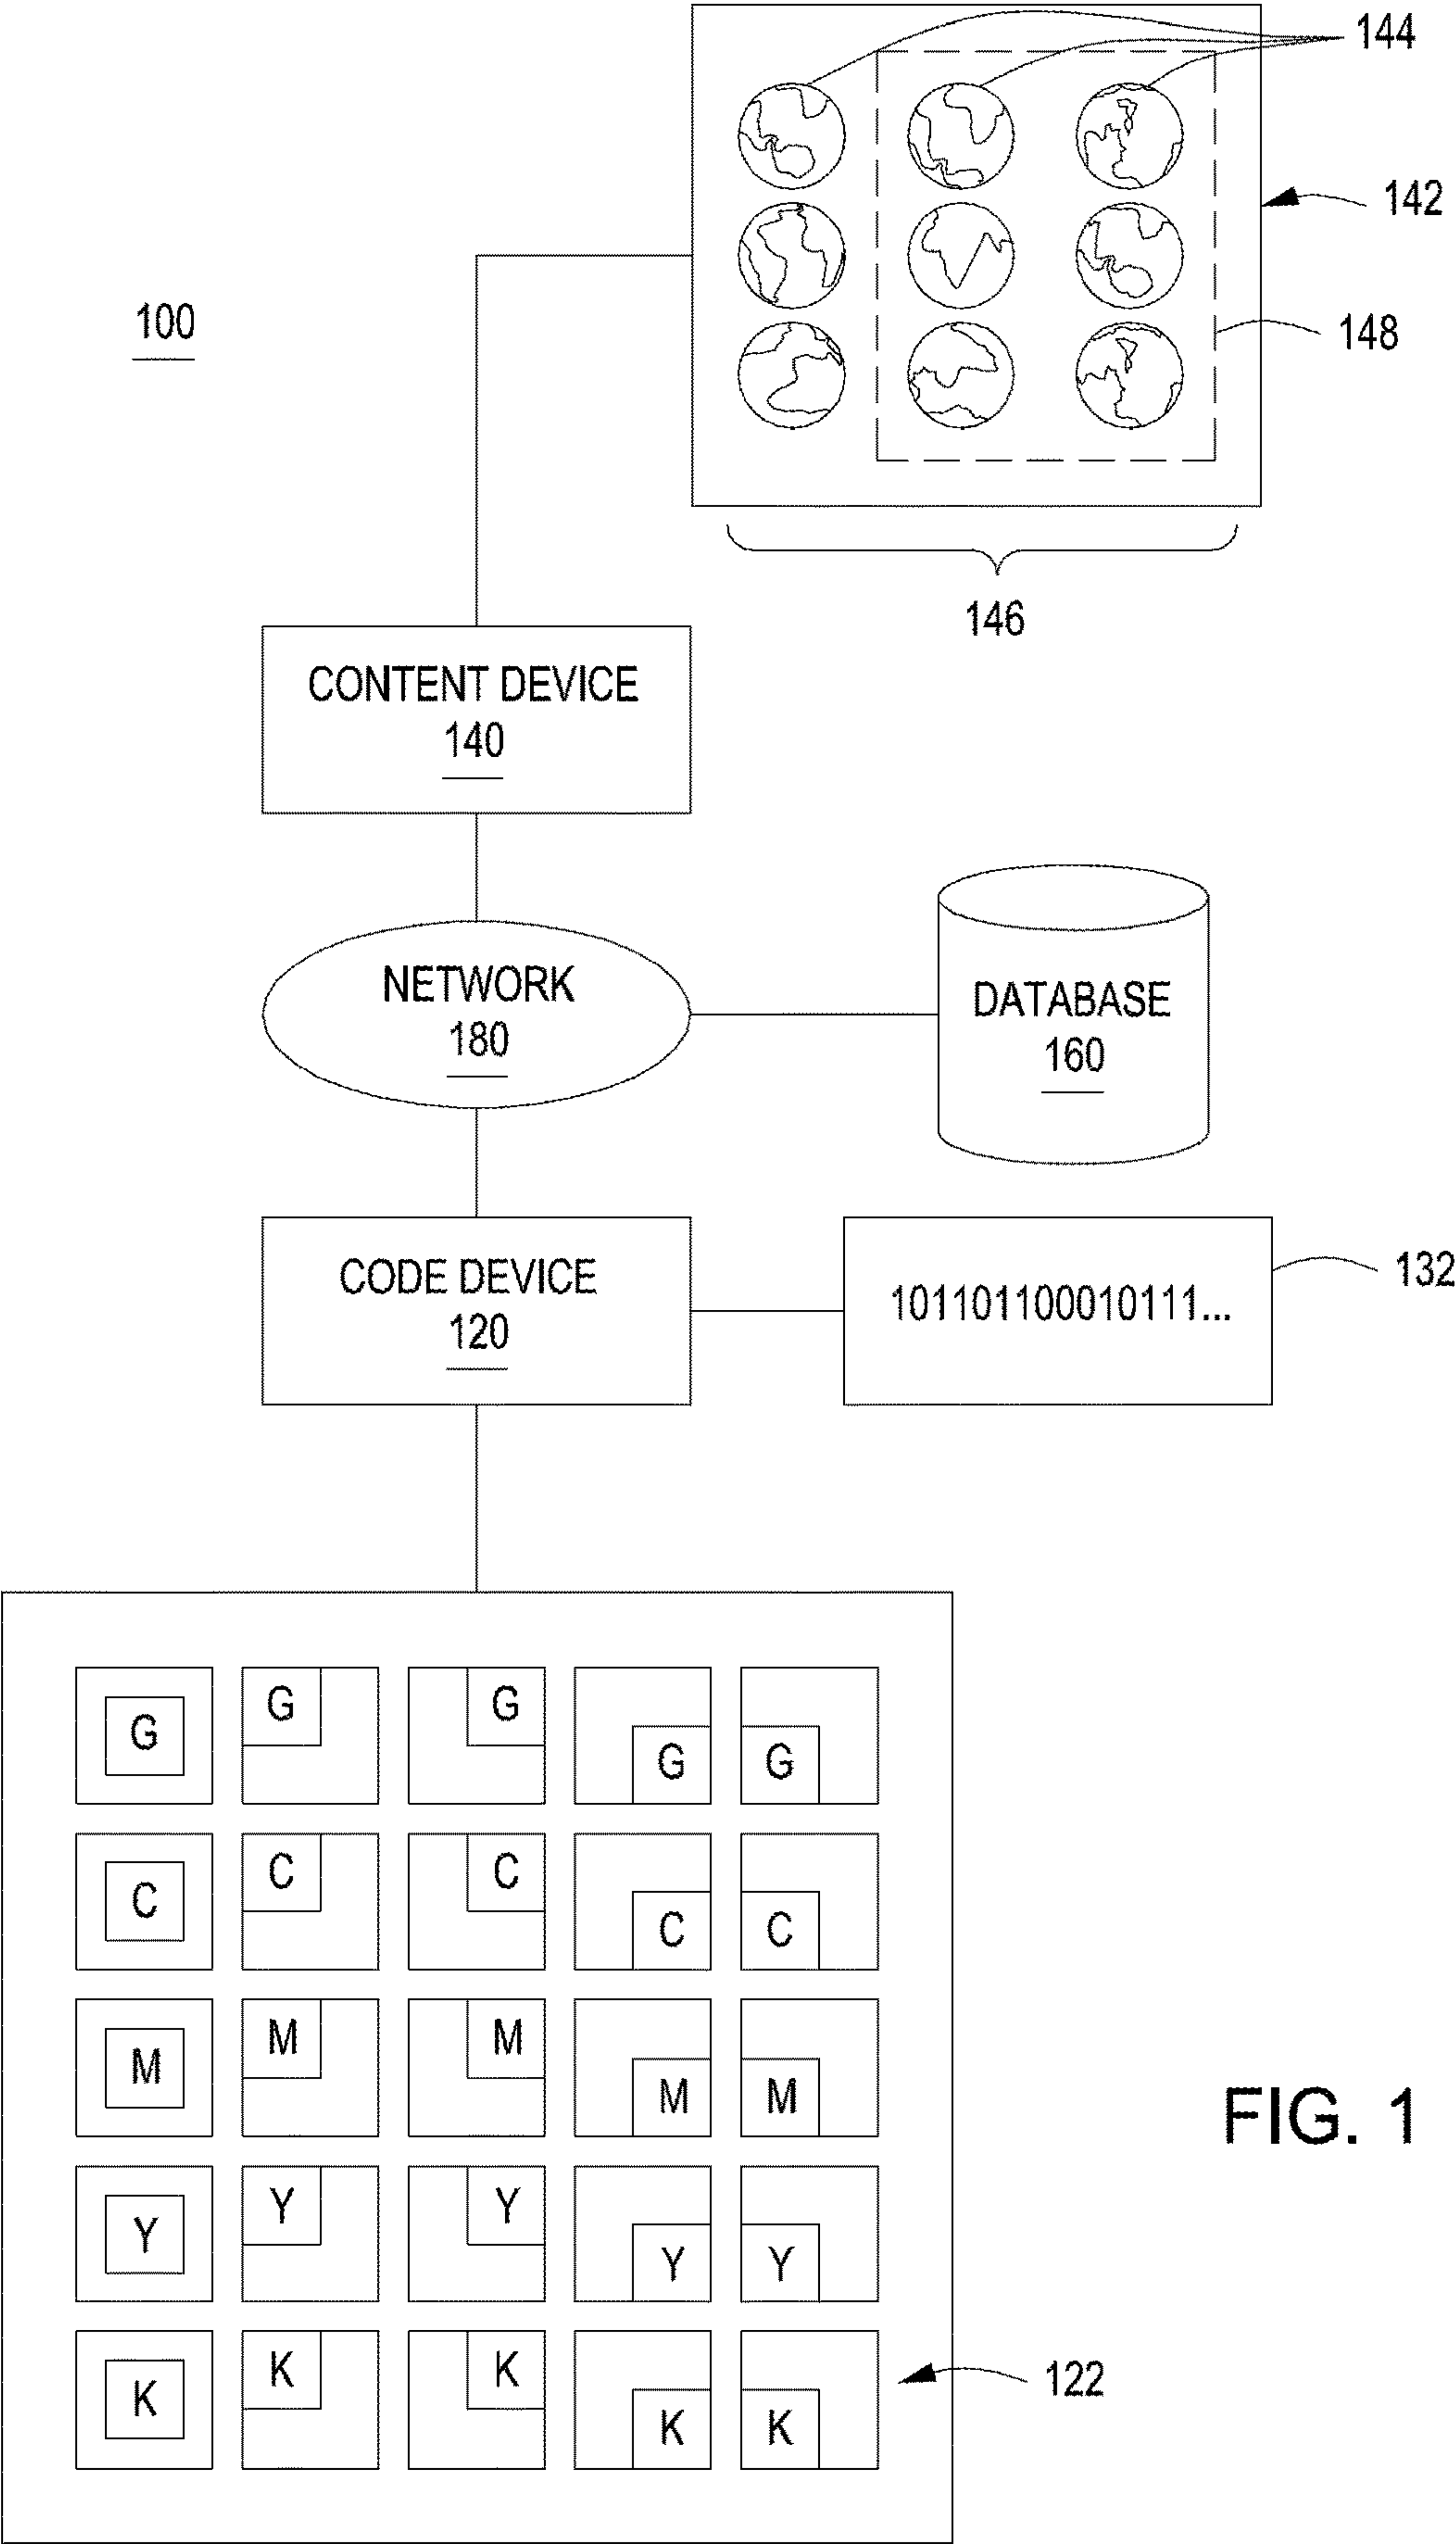 144
142
100
148
146
CONTENT DEVICE
140
NETWORK
180
DATABASE
160
CODE DEVICE
120
101101100010111...
132
G G G G G
C C C C C
M M M M M
Y Y Y Y Y
K K K K K
122
FIG. 1